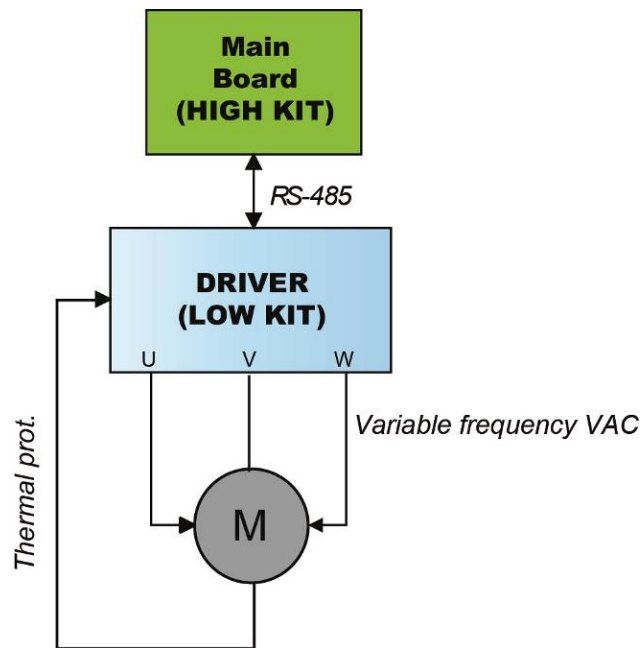 Main
Board
(HIGH KIT)
RS-485
DRIVER
(LOW KIT)
U V W
Variable frequency VAC
Thermal prot.
M